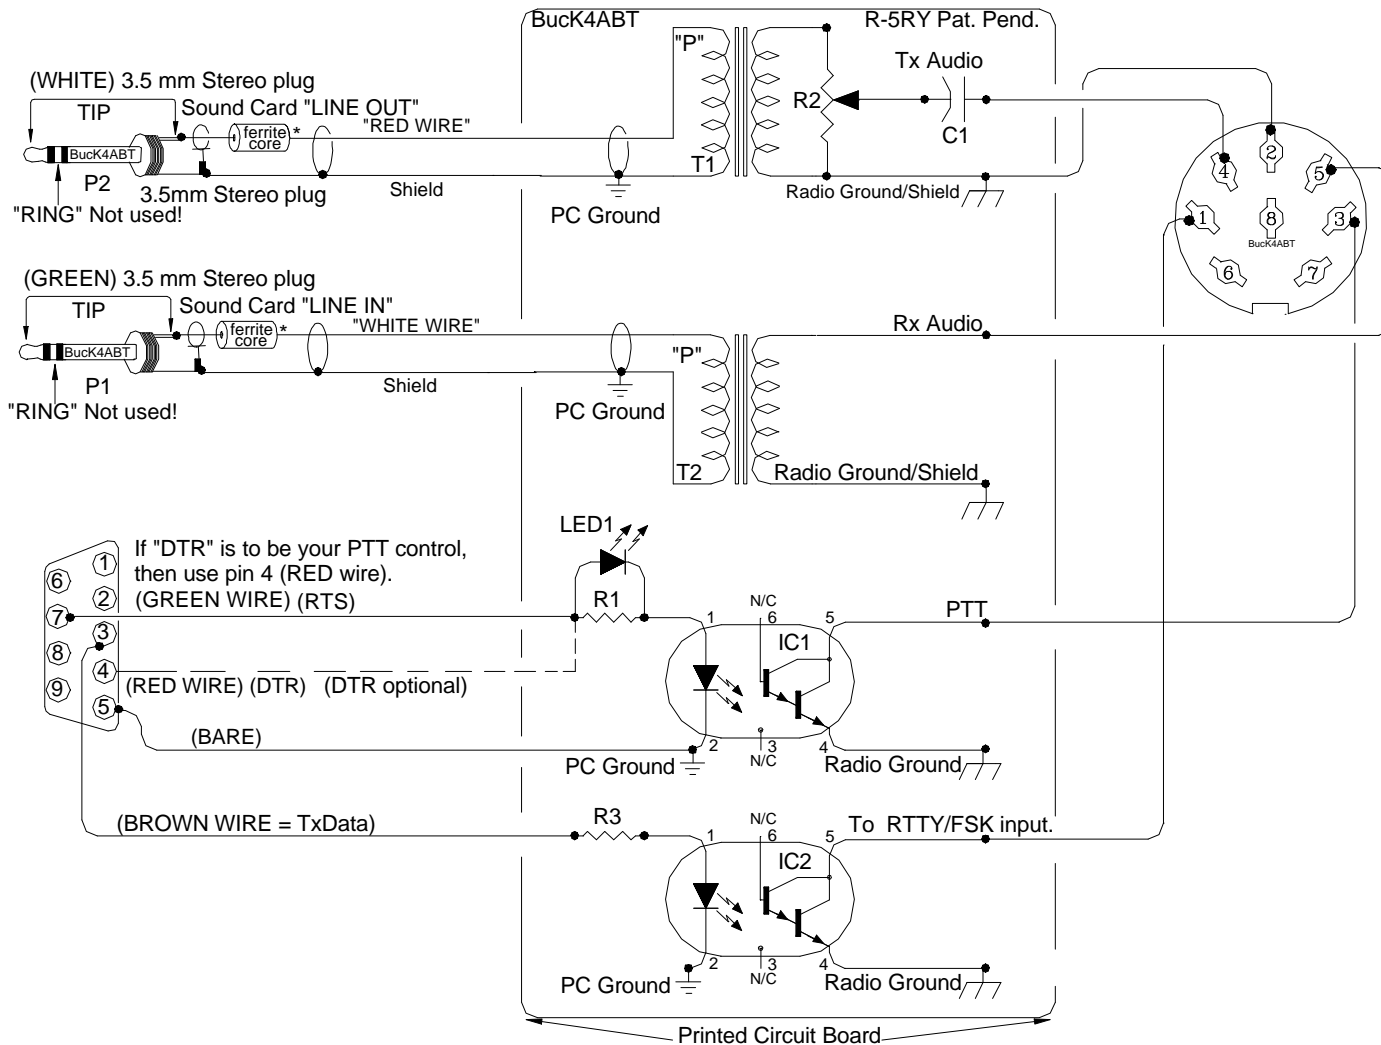 BucK4ABT
R-5RY Pat. Pend.
"P"
Tx Audio
(WHITE) 3.5 mm Stereo plug
TIP
Sound Card "LINE OUT"
"RED WIRE"
ferrite
core
*
R2
C1
BucK4ABT
P2
T1
3.5mm Stereo plug
Shield
Radio Ground/Shield
"RING" Not used!
PC Ground
2
4
5
1
8
3
BucK4ABT
6
7
(GREEN) 3.5 mm Stereo plug
TIP
Sound Card "LINE IN"
ferrite
core
*
"WHITE WIRE"
Rx Audio
BucK4ABT
"P"
P1
Shield
"RING" Not used!
PC Ground
T2
Radio Ground/Shield
LED1
If "DTR" is to be your PTT control,
then use pin 4 (RED wire).
(GREEN WIRE) (RTS)
1
6
2
7
3
8
4
9
5
R1
1
N/C
6
5
PTT
IC1
(RED WIRE) (DTR) (DTR optional)
(BARE)
2
3
N/C
4
PC Ground
Radio Ground
(BROWN WIRE = TxData)
R3
1
N/C
6
5
To RTTY/FSK input.
IC2
2
3
N/C
4
PC Ground
Radio Ground
Printed Circuit Board